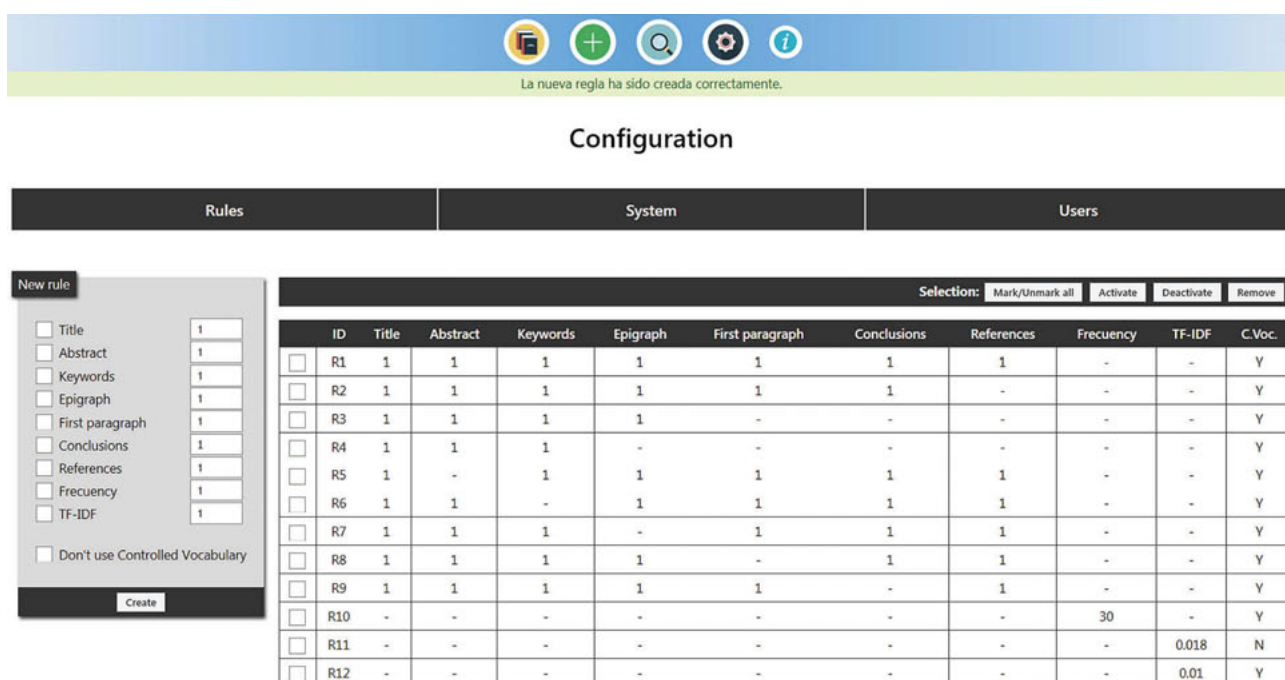 i
La nueva regla ha sido creada correctamente.
Configuration
Rules System Users
New rule
Title 1
Abstract 1
Keywords 1
Epigraph 1
First paragraph 1
Conclusions 1
References 1
Frecuency 1
TF-IDF 1
Don't use Controlled Vocabulary
Create
Selection: Mark/Unmark all Activate Deactivate Remove
ID Title Abstract Keywords Epigraph First paragraph Conclusions References Frecuency TF-IDF C.Voc.
R1 1 1 1 1 1 1 1 - - Y
R2 1 1 1 1 1 1 - - - Y
R3 1 1 1 1 - - - - - Y
R4 1 1 1 - - - - - - Y
R5 1 - 1 1 1 1 1 - - Y
R6 1 1 - 1 1 1 1 - - Y
R7 1 1 1 - 1 1 1 - - Y
R8 1 1 1 1 - 1 1 - - Y
R9 1 1 1 1 1 - 1 - - Y
R10 - - - - - - - 30 - Y
R11 - - - - - - - - 0.018 N
R12 - - - - - - - - 0.01 Y